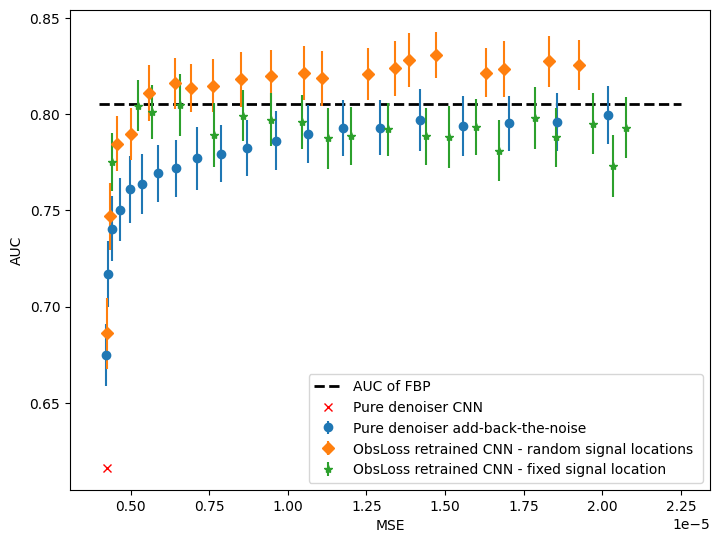 0.85
0.80
0.75
0.70
0.65
AUC
AUC of FBP
Pure denoiser CNN
Pure denoiser add-back-the-noise
ObsLoss retrained CNN - random signal locations
ObsLoss retrained CNN - fixed signal location
0.50 0.75 1.00 1.25 1.50 1.75 2.00 2.25
1e−5
MSE